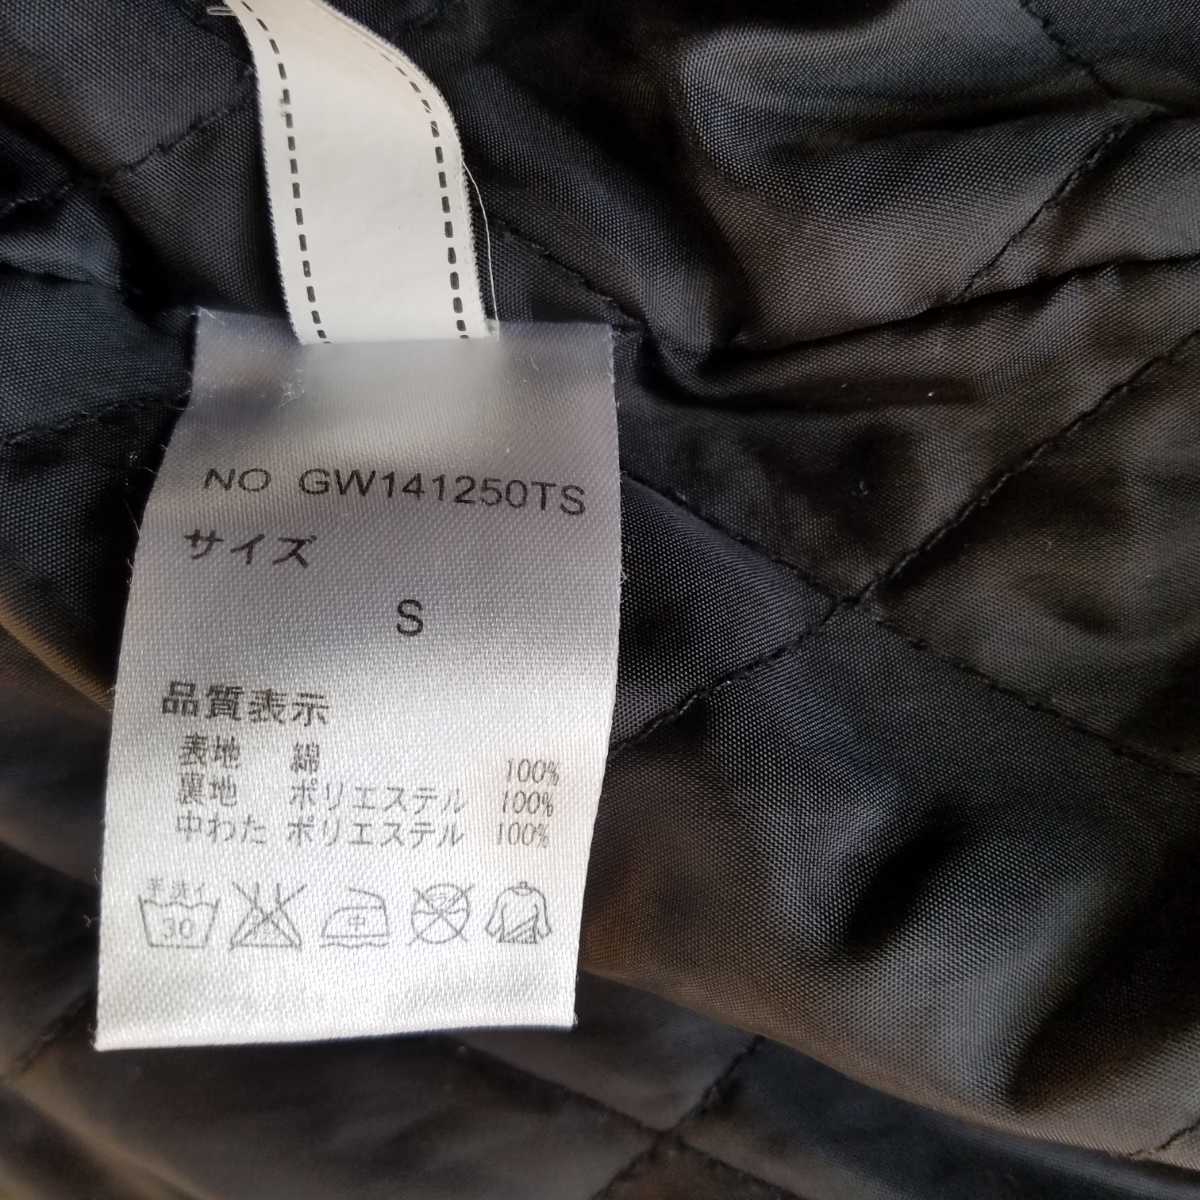 NO GW141250TS
サイズ
S
品質表示
表地 綿 100%
裏地 ポリエステル 100%
中わた ポリエステル 100%
手洗イ
30
中